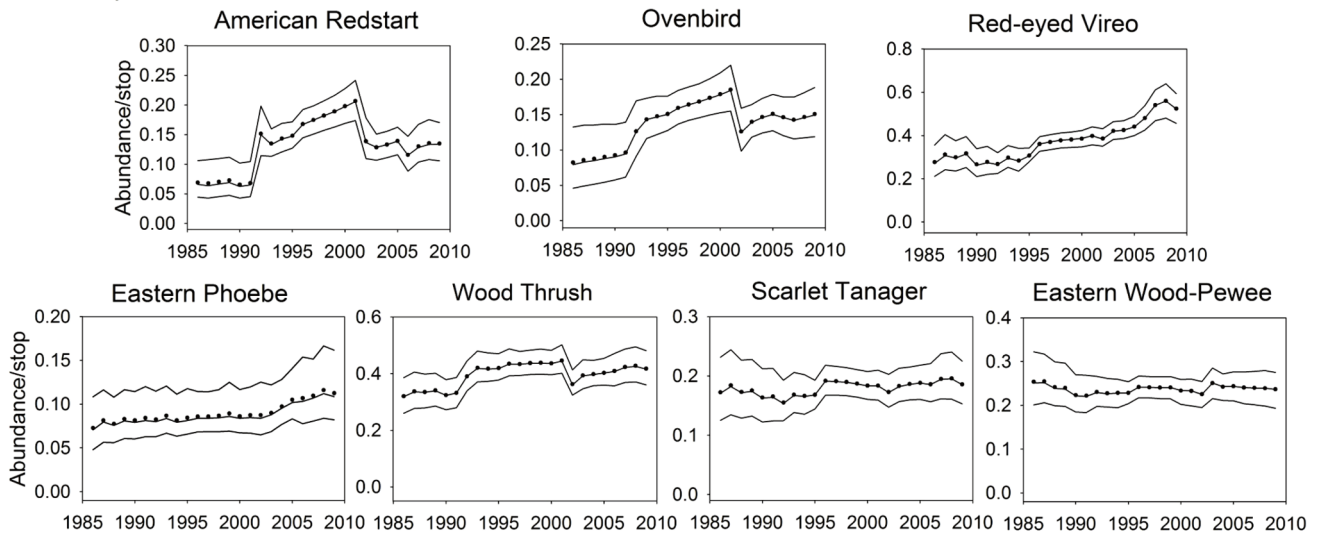 American Redstart
Ovenbird
Red-eyed Vireo
Abundance/stop
0.30
0.25
0.20
0.15
0.10
0.05
0.00
1985 1990 1995 2000 2005 2010
0.25
0.20
0.15
0.10
0.05
0.00
1985 1990 1995 2000 2005 2010
0.8
0.6
0.4
0.2
0.0
1985 1990 1995 2000 2005 2010
Eastern Phoebe
Wood Thrush
Scarlet Tanager
Eastern Wood-Pewee
Abundance/stop
0.20
0.15
0.10
0.05
0.00
1985 1990 1995 2000 2005 2010
0.6
0.4
0.2
0.0
1985 1990 1995 2000 2005 2010
0.3
0.2
0.1
0.0
1985 1990 1995 2000 2005 2010
0.4
0.3
0.2
0.1
0.0
1985 1990 1995 2000 2005 2010